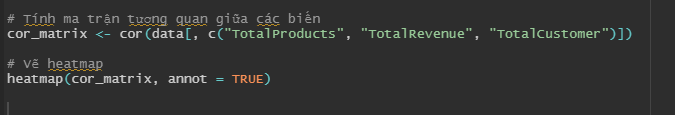 # Tính ma trận tương quan giữa các biến
cor_matrix <- cor(data[, c("TotalProducts", "TotalRevenue", "TotalCustomer")])
# Vẽ heatmap
heatmap(cor_matrix, annot = TRUE)